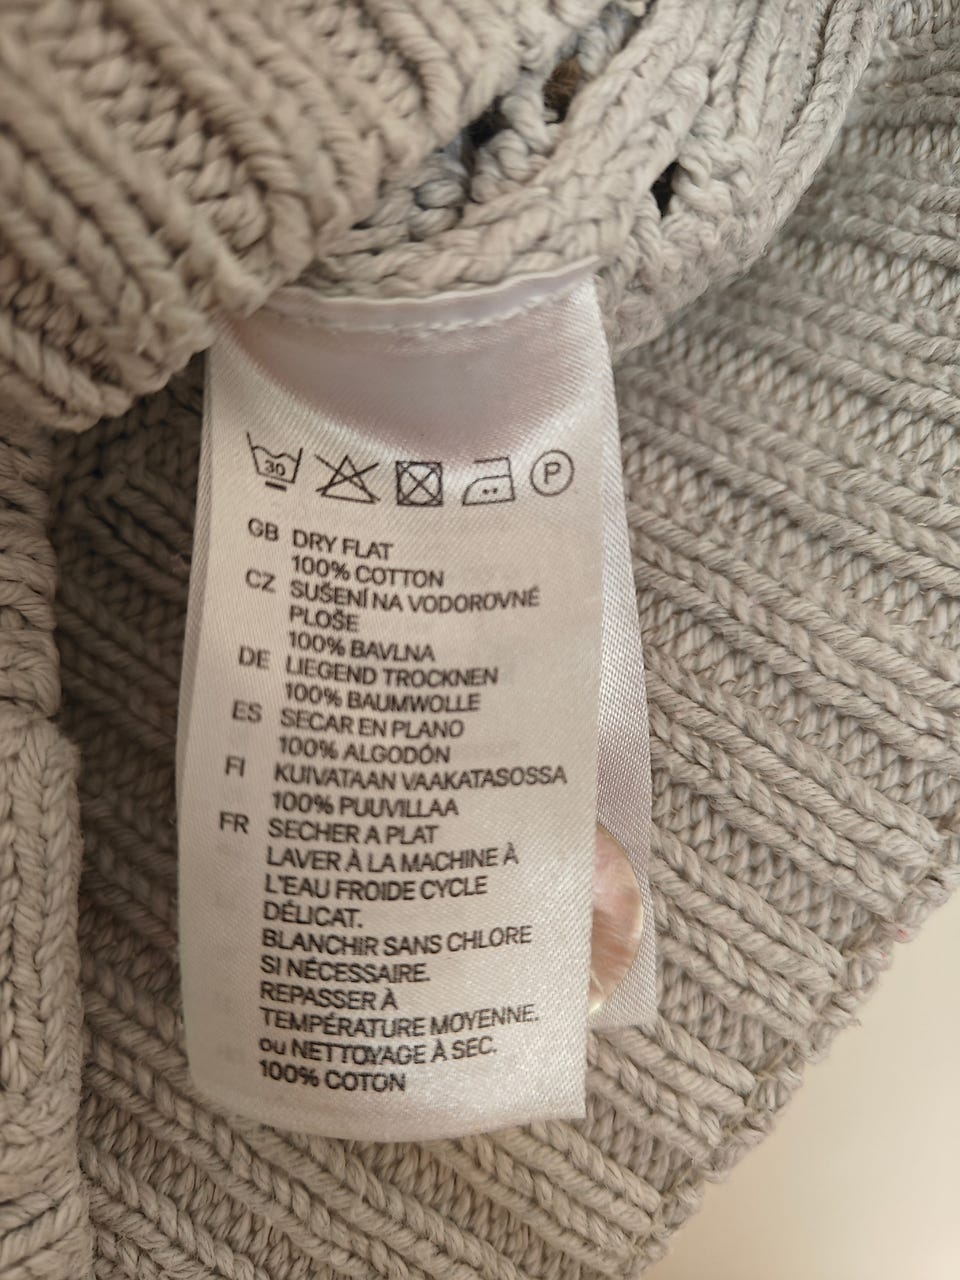 30 P
GB DRY FLAT
100% COTTON
CZ SUŠENÍ NA VODOROVNÉ
PLOŠE
100% BAVLNA
DE LIEGEND TROCKNEN
100% BAUMWOLLE
ES SECAR EN PLANO
100% ALGODÓN
FI KUIVATAAN VAAKATASOSSA
100% PUUVILLAA
FR SECHER A PLAT
LAVER À LA MACHINE À
L'EAU FROIDE CYCLE
DÉLICAT.
BLANCHIR SANS CHLORE
SI NÉCESSAIRE.
REPASSER À
TEMPÉRATURE MOYENNE.
ou NETTOYAGE À SEC.
100% COTON